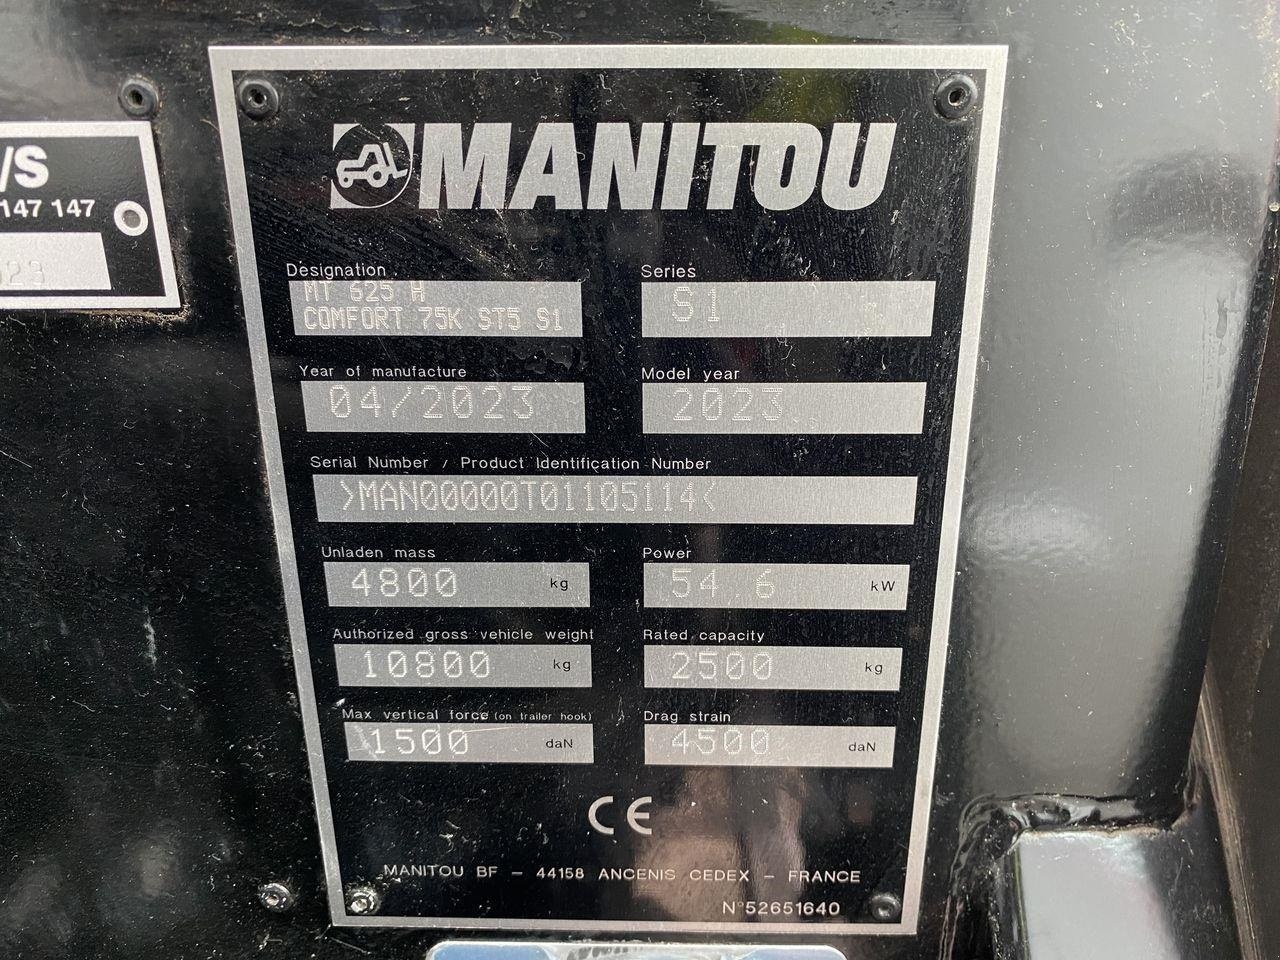 /S
147 147
23
MANITOU
Designation
MT 625 H
COMFORT 75K ST5 S1
Series
S1
Year of manufacture
04/2023
Model year
2023
Serial Number / Product Identification Number
>MAN00000T01105114<
Unladen mass
4800 kg
Power
54.6 kW
Authorized gross vehicle weight
10800 kg
Rated capacity
2500 kg
Max vertical force (on trailer hook)
1500 daN
Drag strain
4500 daN
CE
MANITOU BF - 44158 ANCENIS CEDEX - FRANCE
N°52651640